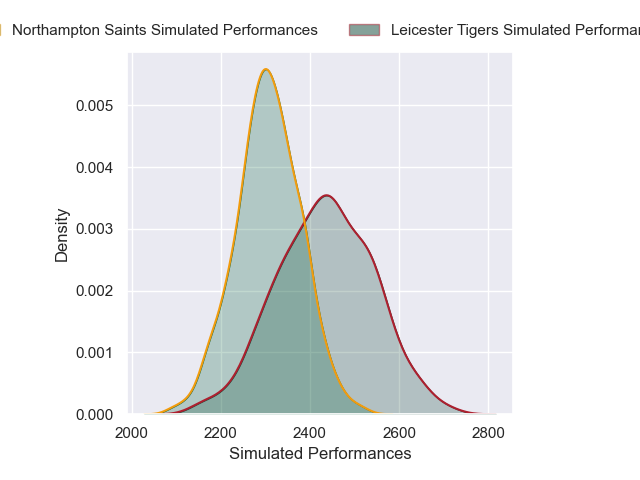 Northampton Saints Simulated Performances
Leicester Tigers Simulated
0.005
0.004
0.003
0.002
0.001
0.000
Density
2000 2200 2400 2600 2800
Simulated Performances